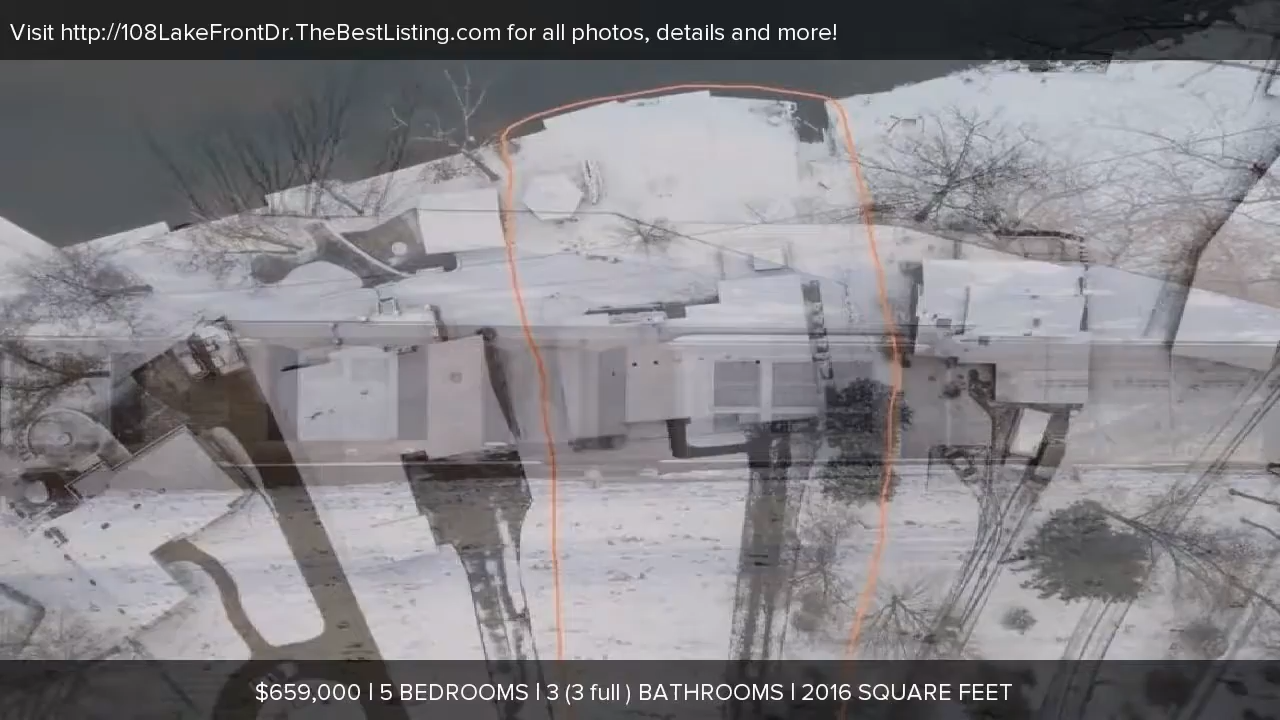 Visit http://108LakeFrontDr.TheBestListing.com for all photos, details and more!
$659,000 | 5 BEDROOMS | 3 (3 full ) BATHROOMS | 2016 SQUARE FEET